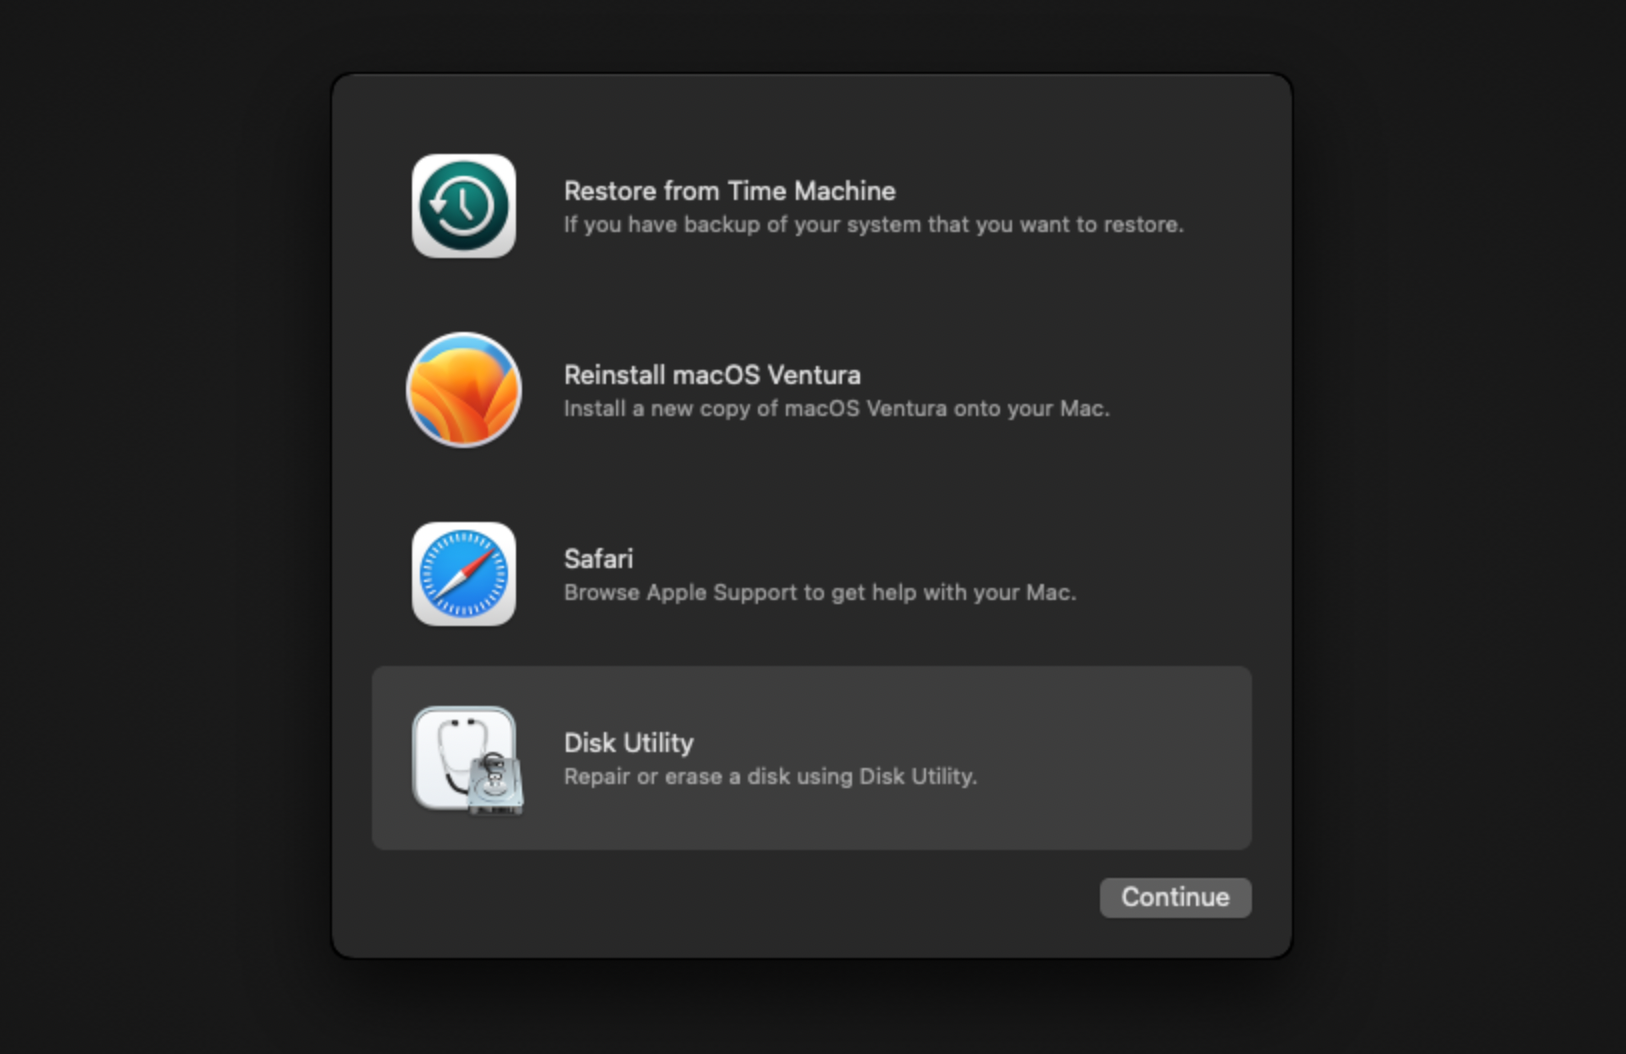 Restore from Time Machine
If you have backup of your system that you want to restore.
Reinstall macOS Ventura
Install a new copy of macOS Ventura onto your Mac.
Safari
Browse Apple Support to get help with your Mac.
Disk Utility
Repair or erase a disk using Disk Utility.
Continue